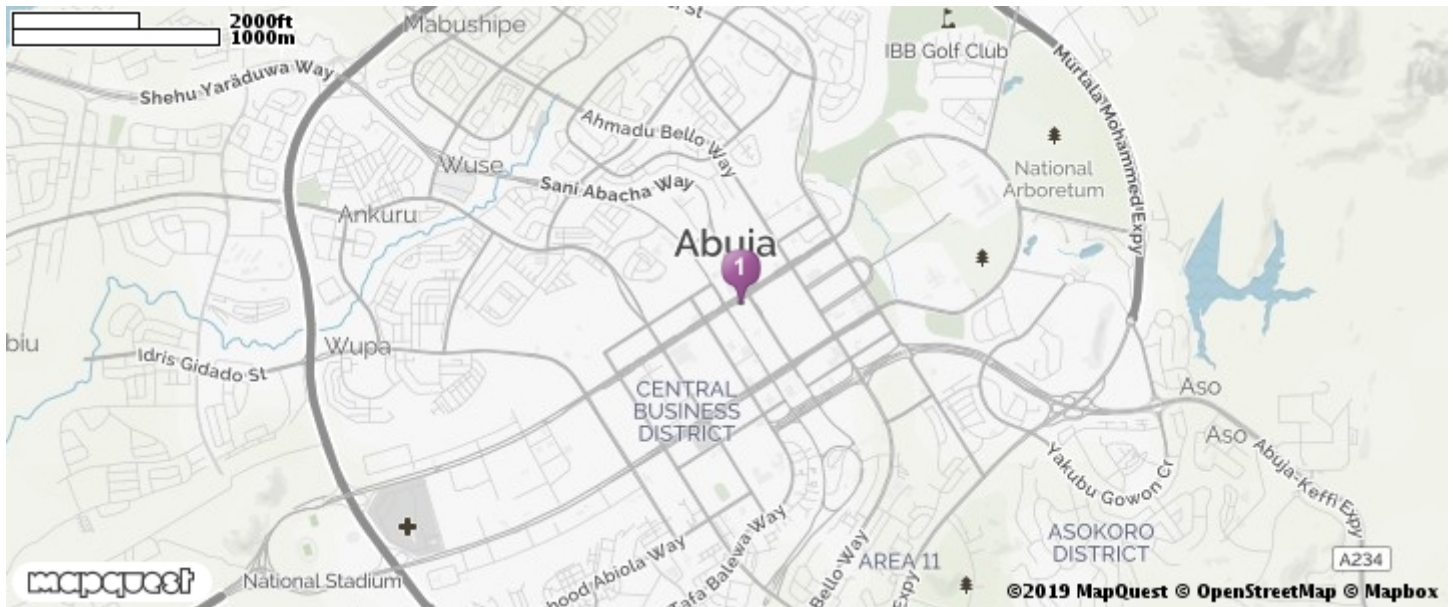 2000ft
1000m
Mabushipe
St
IBB Golf Club
Shehu Yaräduwa Way
Murtala Mohammed Expy
Ahmadu Bello Way
Wuse
National
Arboretum
Sani Abacha Way
Ankuru
Abuja
1
biu
Wupa
Idris Gidado St
CENTRAL
BUSINESS
DISTRICT
Aso
Aso
Abuja-Keffi Expy
Yakubu Gowon Cr
ASOKORO
DISTRICT
AREA 11
A234
hood Abiola Way
Tafa Balewa Way
Bello Way
Expy
National Stadium
mapquest
©2019 MapQuest © OpenStreetMap © Mapbox